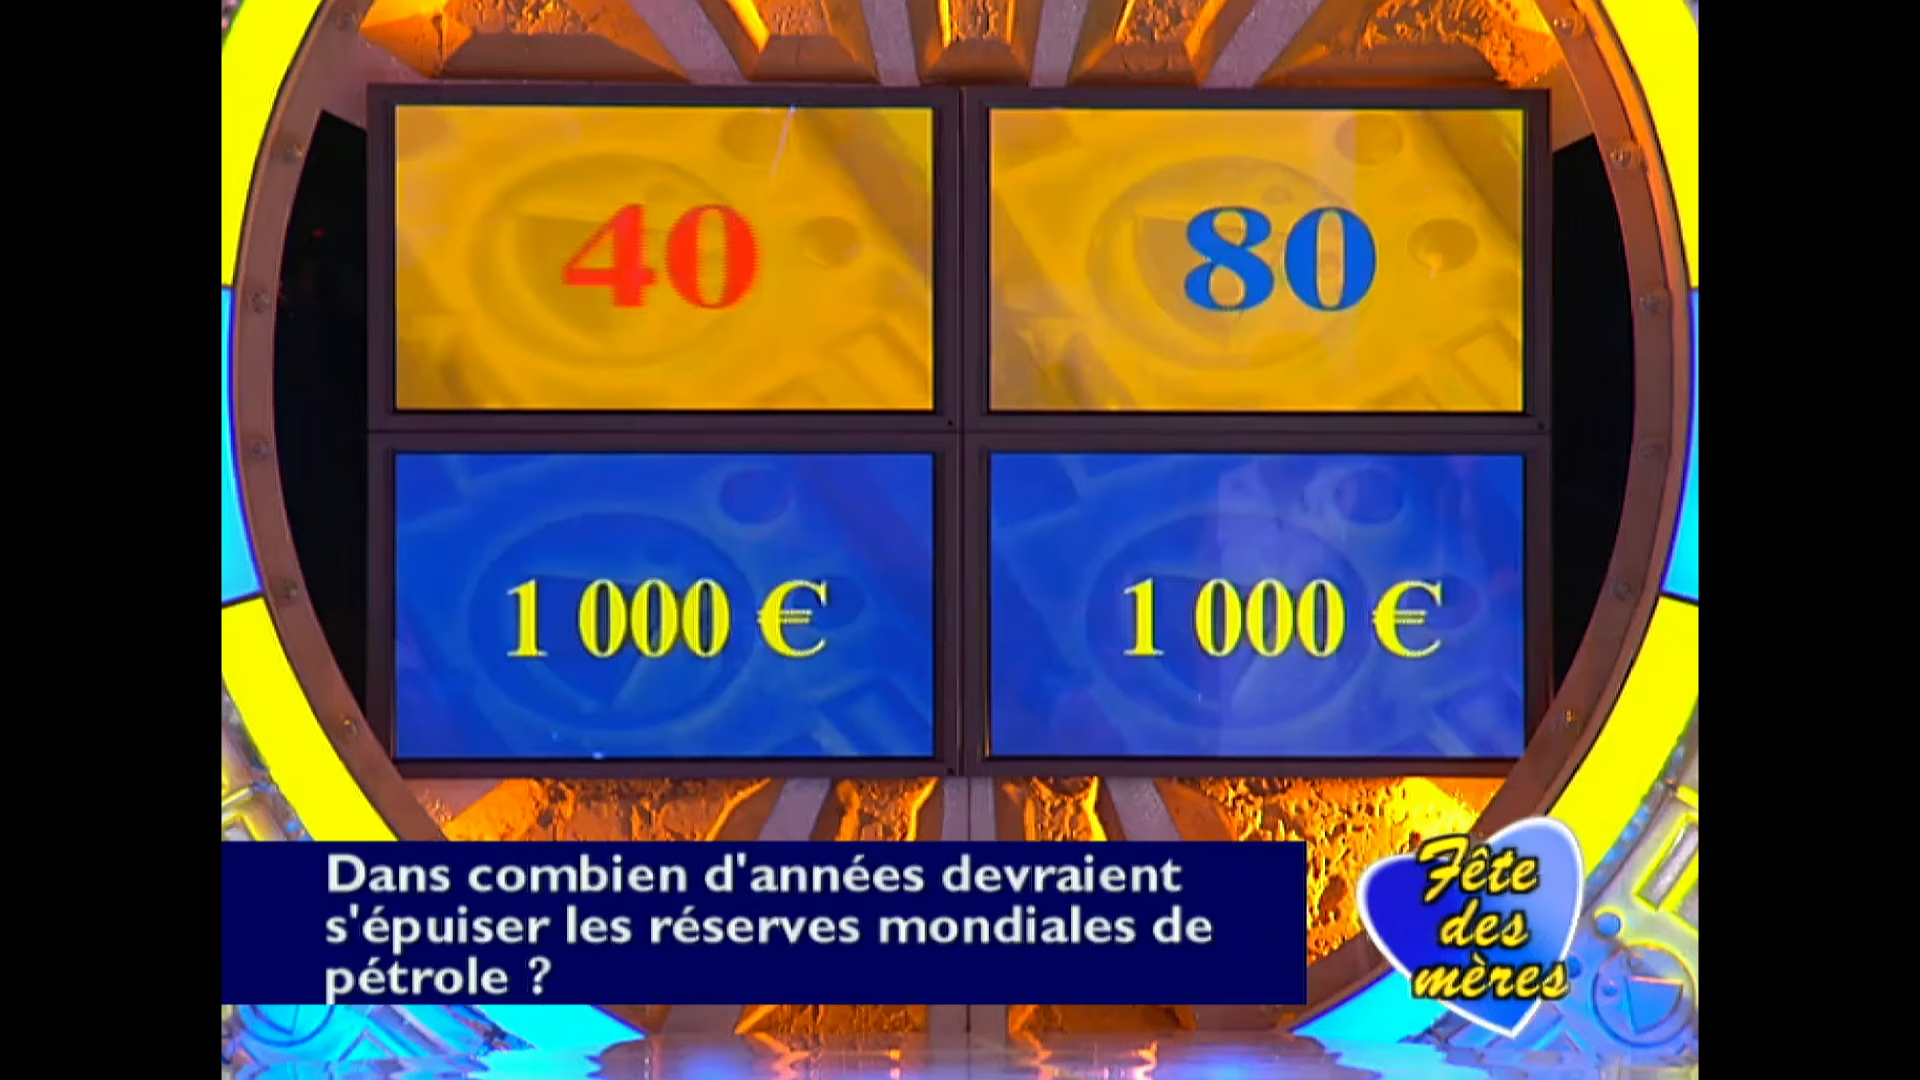 40
80
1 000 €
1 000 €
Dans combien d'années devraient
s'épuiser les réserves mondiales de
pétrole ?
Fête
des
mères